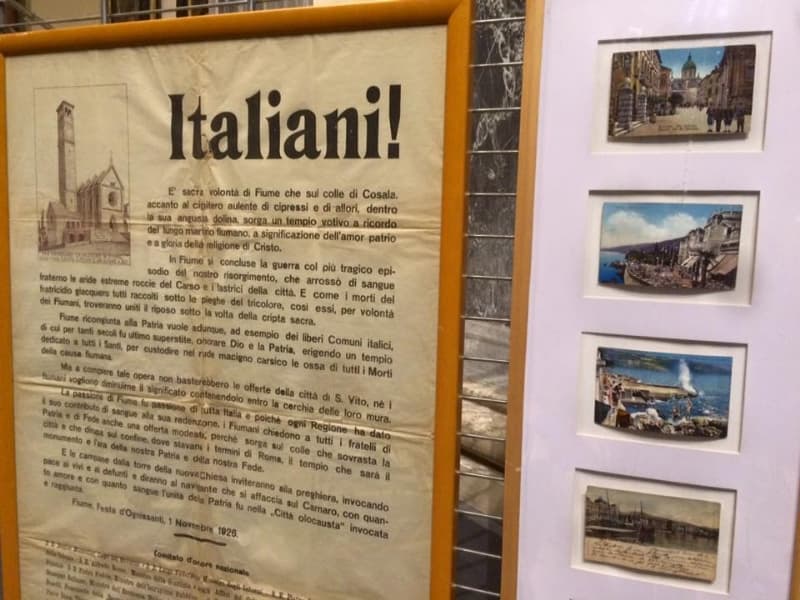 Italiani!
E' sacra volontà di Fiume che sul colle di Cosala,
accanto al cipitero aulente di cipressi e di allori, dentro
la sua angusta dolina, sorga un tempio votivo a ricordo
del lungo martirio fiumano, a significazione dell'amor patrio
e a gloria della religione di Cristo.
In Fiume si concluse la guerra col più tragico epi-
sodio del nostro risorgimento, che arrossò di sangue
fraterno le aride estreme roccie del Carso e i lastrici della città. E come i morti del
fratricidio giacquero tutti raccolti sotto le pieghe del tricolore, così essi, per volontà
dei Fiumani, troveranno uniti il riposo sotto la volta della cripta sacra.
Fiume ricongiunta alla Patria vuole adunque, ad esempio dei liberi Comuni italici,
di cui per tanti secoli fu ultimo superstite, onorare Dio e la Patria, erigendo un tempio
dedicato a tutti i Santi, per custodire nel rude macigno carsico le ossa di tutti i Morti
della causa fiumana.
Ma a compiere tale opera non basterebbero le offerte della città di S. Vito, nè i
fiumani vogliono diminuirne il significato contenendolo entro la cerchia delle loro mura.
La passione di Fiume fu passione di tutta Italia e poichè ogni Regione ha dato
il suo contributo di sangue alla sua redenzione, i Fiumani chiedono a tutti i fratelli di
Patria e di Fede anche una offerta modesta, perchè sorga sul colle che sovrasta la
città e che dinota sul confine, dove stavano i termini di Roma, il tempio che sarà il
monumento e l'ara della nostra Patria e della nostra Fede.
E le campane dalla torre della nuova Chiesa inviteranno alla preghiera, invocando
pace ai vivi e ai defunti e diranno al navigante che si affaccia sul Carnaro, con quan-
to amore e con quanto sangue l'unità della Patria fu nella „Città olocausta" invocata
e raggiunta.
Fiume, Festa d'Ognissanti, 1 Novembre 1926.
Comitato d'onore nazionale